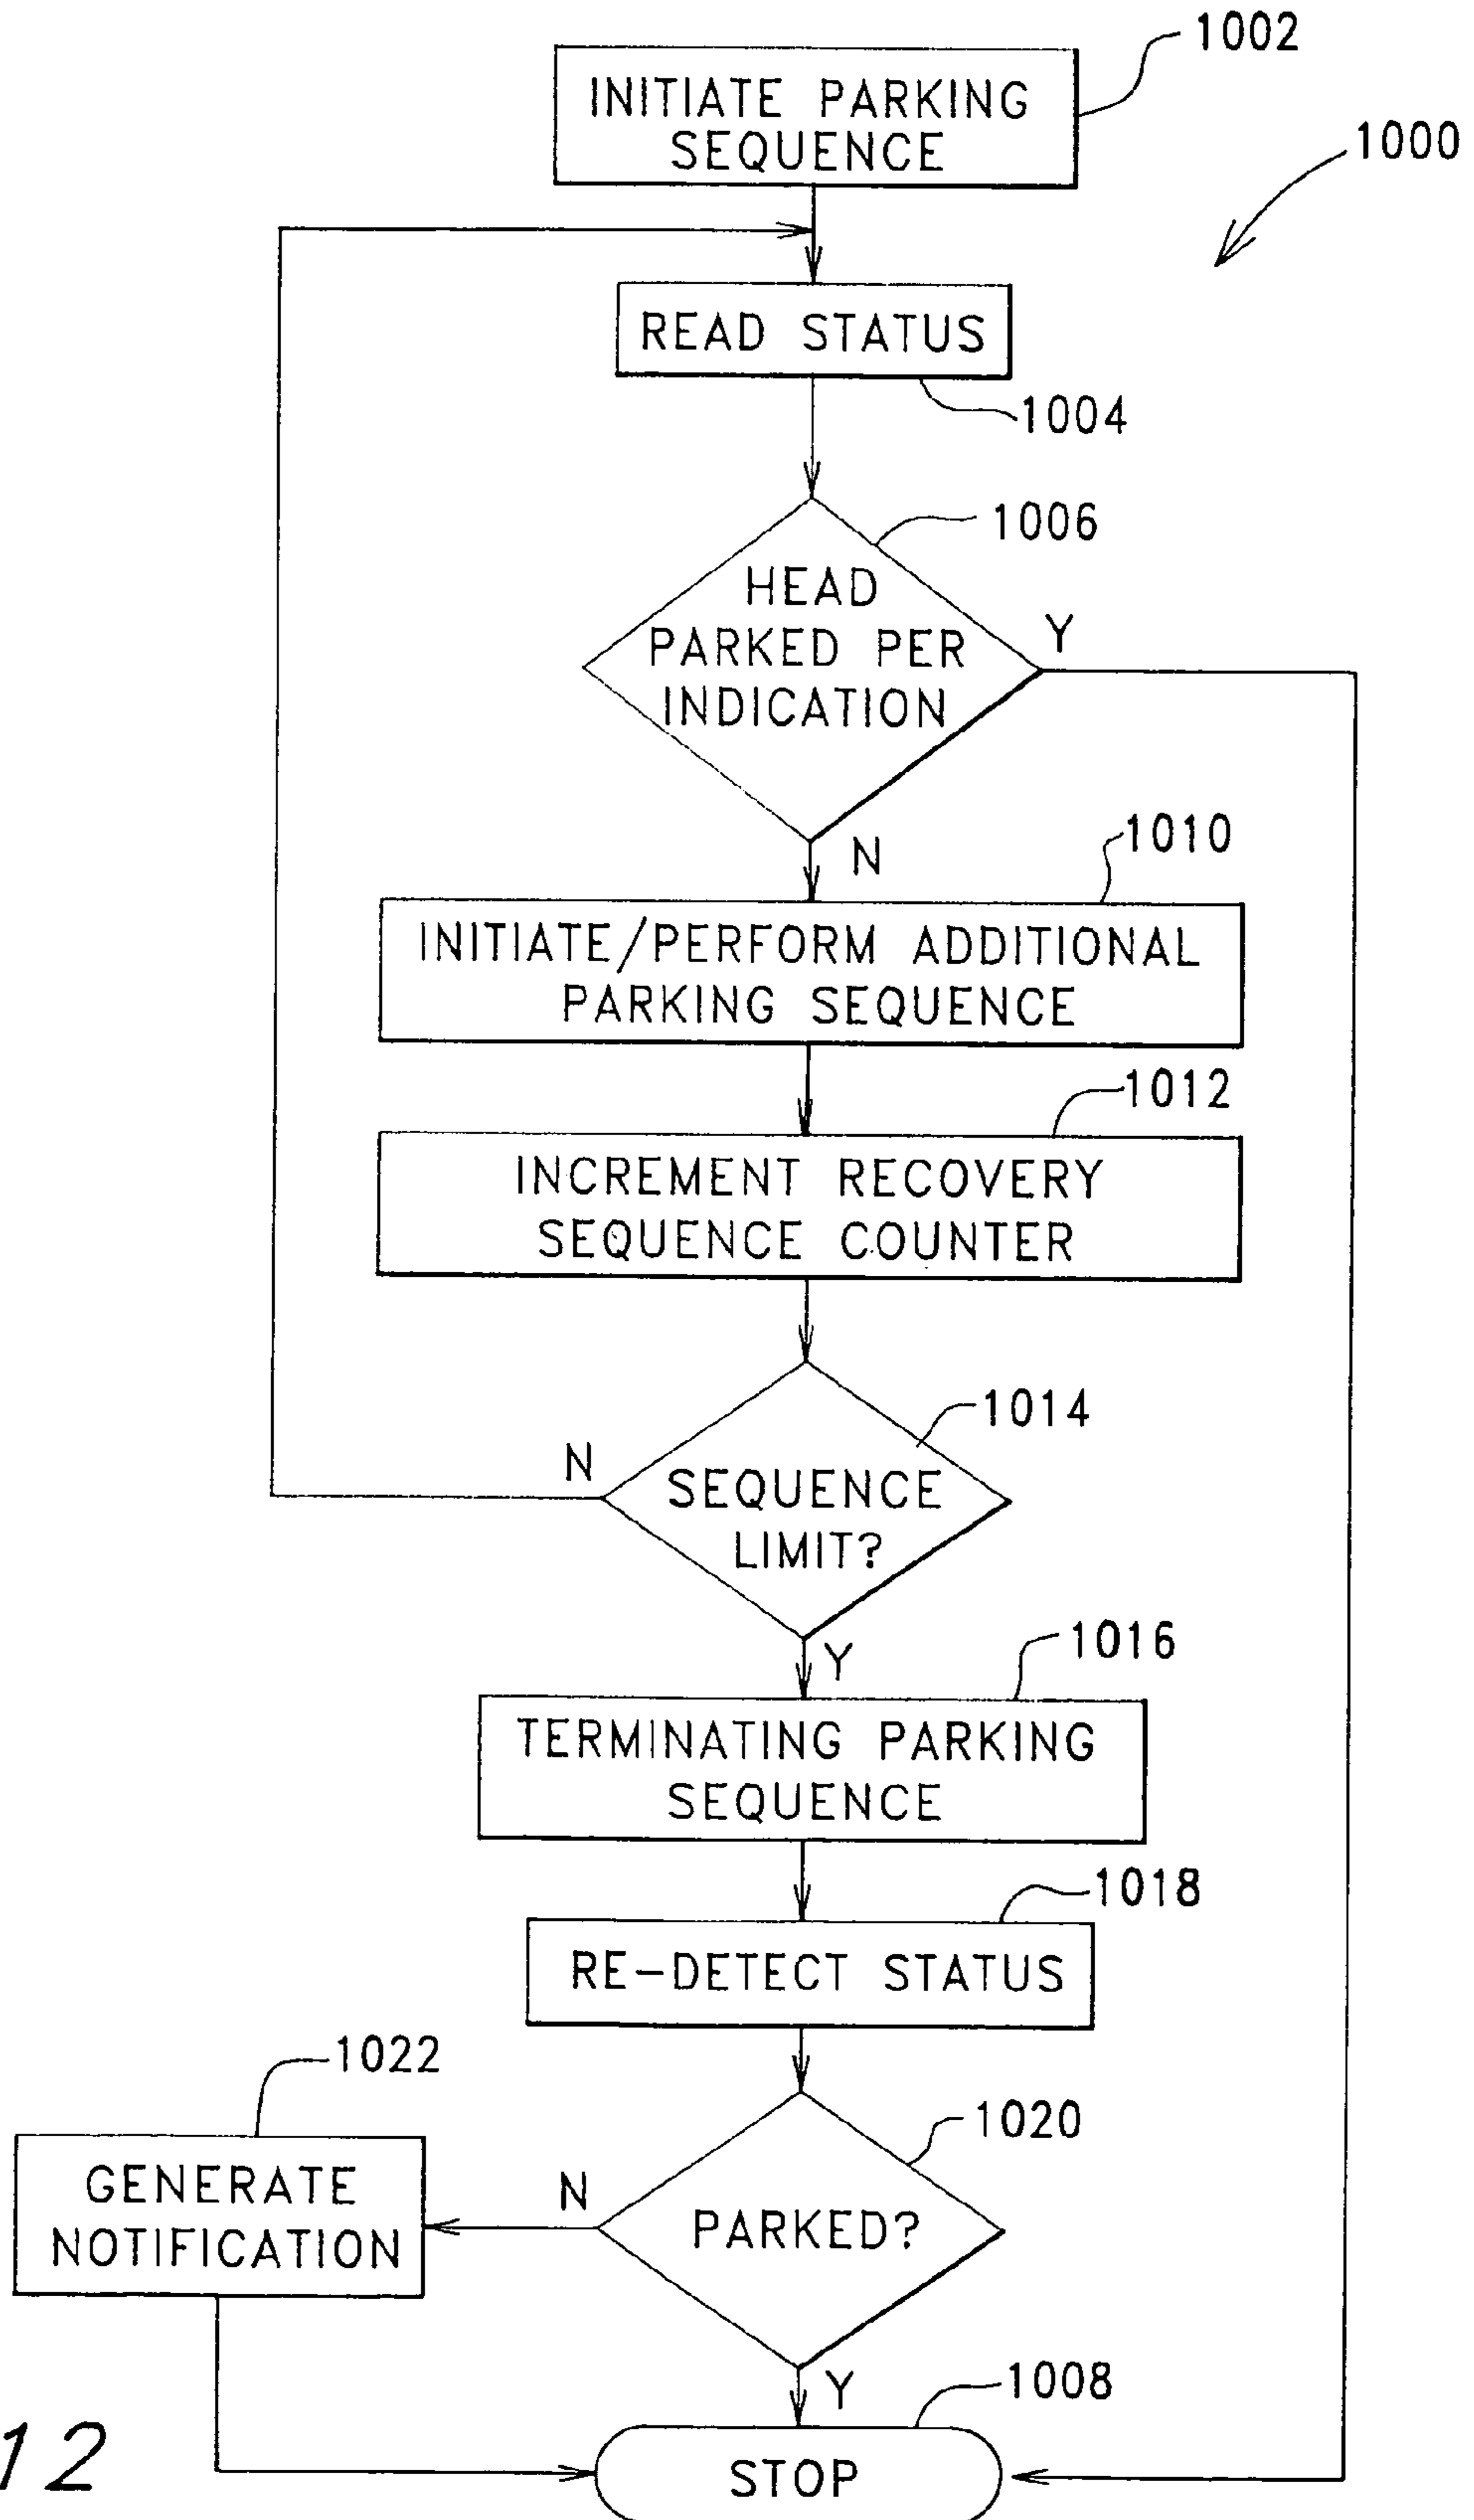 1002
INITIATE PARKING
SEQUENCE
1000
READ STATUS
1004
1006
HEAD
PARKED PER
INDICATION
Y
N
1010
INITIATE/PERFORM ADDITIONAL
PARKING SEQUENCE
1012
INCREMENT RECOVERY
SEQUENCE COUNTER
1014
N
SEQUENCE
LIMIT?
Y
1016
TERMINATING PARKING
SEQUENCE
1018
RE-DETECT STATUS
1022
1020
GENERATE
NOTIFICATION
N
PARKED?
Y
1008
STOP
12